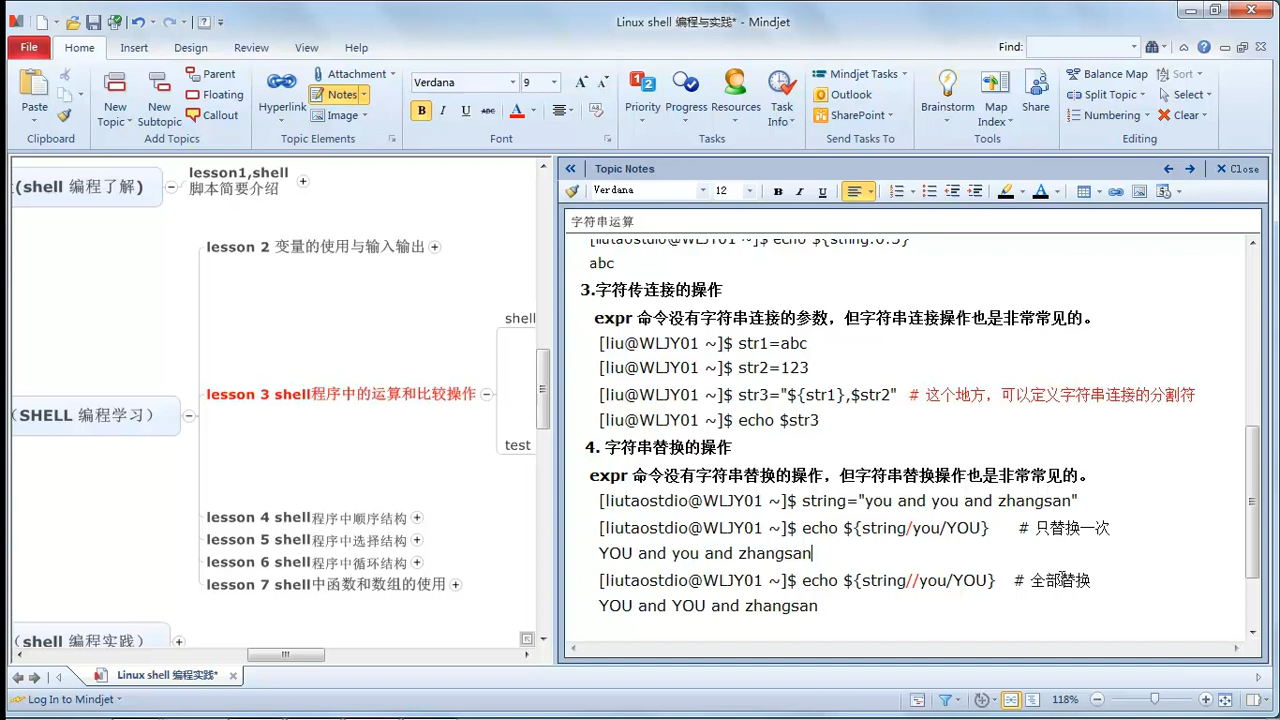 Linux shell 编程与实践* - Mindjet
File Home Insert Design Review View Help Find:
Paste
Clipboard
New Topic
New Subtopic
Parent
Floating
Callout
Add Topics
Hyperlink
Attachment
Notes
Image
Topic Elements
Verdana 9
B I U abc A
Font
Priority
Progress
Resources
Task Info
Tasks
Mindjet Tasks
Outlook
SharePoint
Send Tasks To
Brainstorm
Map Index
Share
Tools
Balance Map
Split Topic
Numbering
Sort
Select
Clear
Editing
(shell 编程了解)
lesson1,shell
脚本简要介绍
lesson 2 变量的使用与输入输出
shell
lesson 3 shell程序中的运算和比较操作
(SHELL 编程学习)
test
lesson 4 shell程序中顺序结构
lesson 5 shell程序中选择结构
lesson 6 shell程序中循环结构
lesson 7 shell中函数和数组的使用
(shell 编程实践)
Topic Notes Close
Verdana 12 B I U
字符串运算
[liutaostdio@WLJY01 ~]$ echo ${string:0:3}
abc
3.字符传连接的操作
expr 命令没有字符串连接的参数，但字符串连接操作也是非常常见的。
[liu@WLJY01 ~]$ str1=abc
[liu@WLJY01 ~]$ str2=123
[liu@WLJY01 ~]$ str3="${str1},$str2" # 这个地方，可以定义字符串连接的分割符
[liu@WLJY01 ~]$ echo $str3
4. 字符串替换的操作
expr 命令没有字符串替换的操作，但字符串替换操作也是非常常见的。
[liutaostdio@WLJY01 ~]$ string="you and you and zhangsan"
[liutaostdio@WLJY01 ~]$ echo ${string/you/YOU} # 只替换一次
YOU and you and zhangsan
[liutaostdio@WLJY01 ~]$ echo ${string//you/YOU} # 全部替换
YOU and YOU and zhangsan
Linux shell 编程实践*
Log In to Mindjet 118%